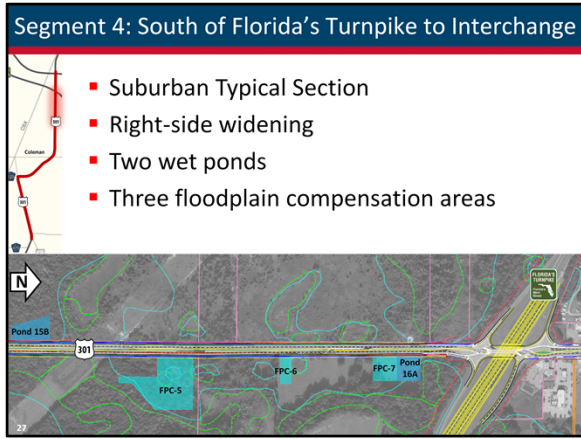 Segment 4: South of Florida's Turnpike to Interchange
Suburban Typical Section
Right-side widening
Two wet ponds
Three floodplain compensation areas
301
Coleman
301
N
FLORIDA'S
TURNPIKE
Pond 15B
301
FPC-5
FPC-6
FPC-7
Pond
16A
27